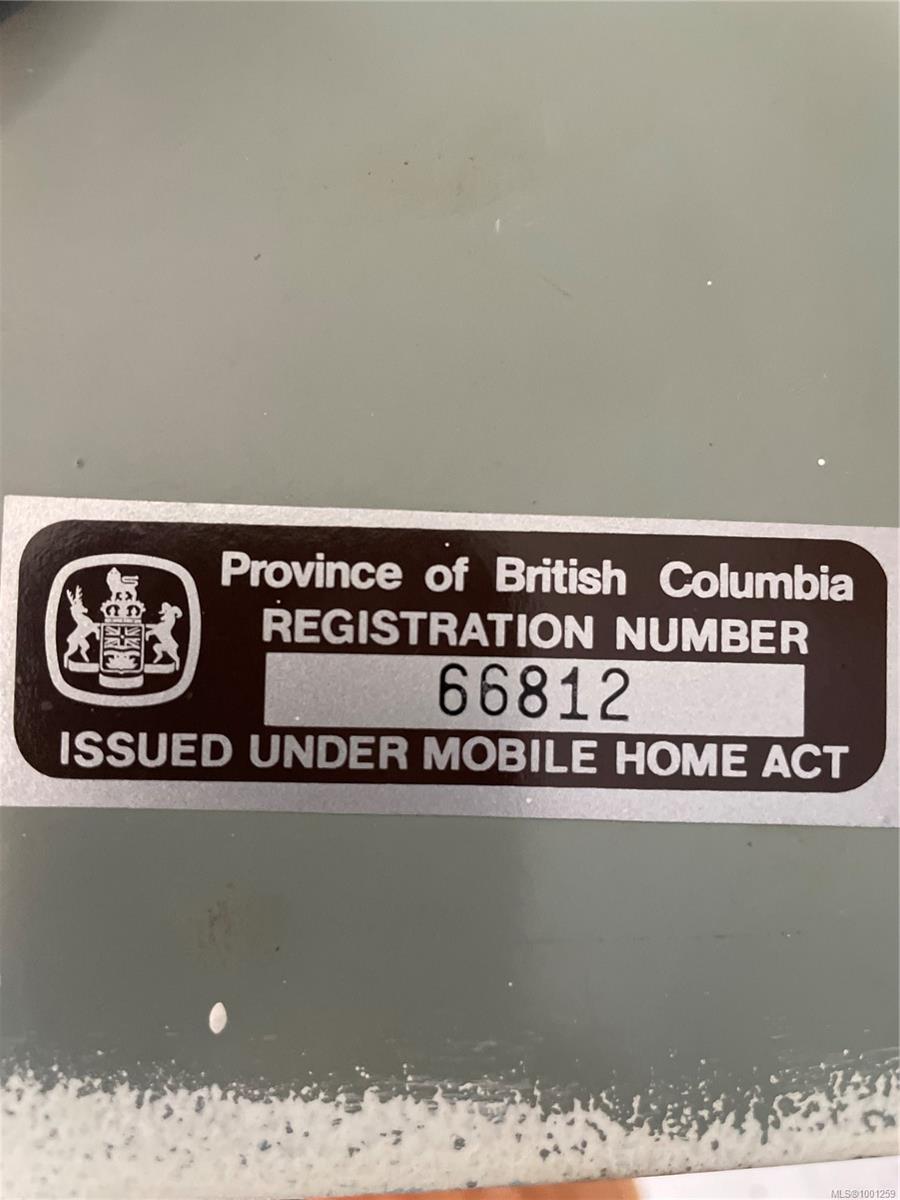 Province of British Columbia
REGISTRATION NUMBER
66812
ISSUED UNDER MOBILE HOME ACT
MLS®1001259